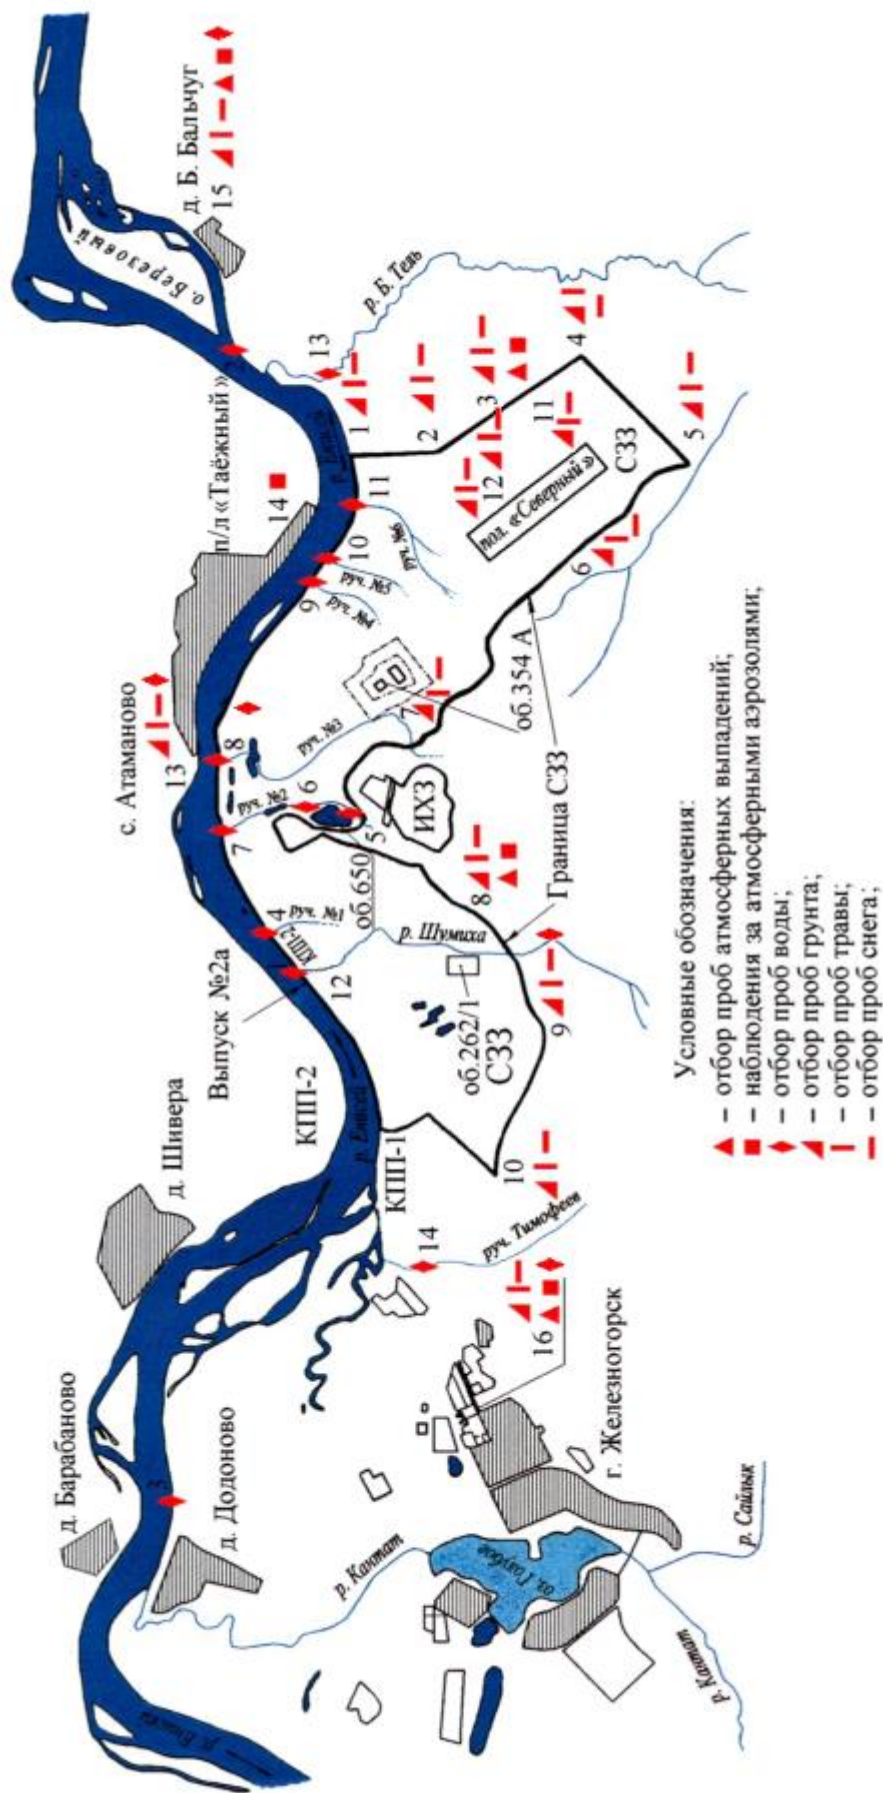 д. Барабаново
д. Шивера
с. Атаманово
п/л «Таёжный»
о. Березовый
д. Б. Бальчуг
15
14
13
13
3
д. Додоново
р. Енисей
р. Енисей
р. Енисей
КПП-2
Выпуск №2а
КПП-2
КПП-1
4
7
8
9
10
11
12
руч. №1
руч. №2
руч. №3
руч. №4
руч. №5
руч. №6
р. Б. Тель
1
2
3
4
5
6
7
8
9
10
11
12
5
6
об.650
ИХЗ
об.354 А
пол. «Северный»
СЗЗ
р. Шумиха
об.262/1
СЗЗ
Граница СЗЗ
14
руч. Тимофеев
16
г. Железногорск
р. Кантат
оз. Голубое
р. Кантат
р. Сайлык
Условные обозначения:
– отбор проб атмосферных выпадений;
– наблюдения за атмосферными аэрозолями;
– отбор проб воды;
– отбор проб грунта;
– отбор проб травы;
– отбор проб снега;